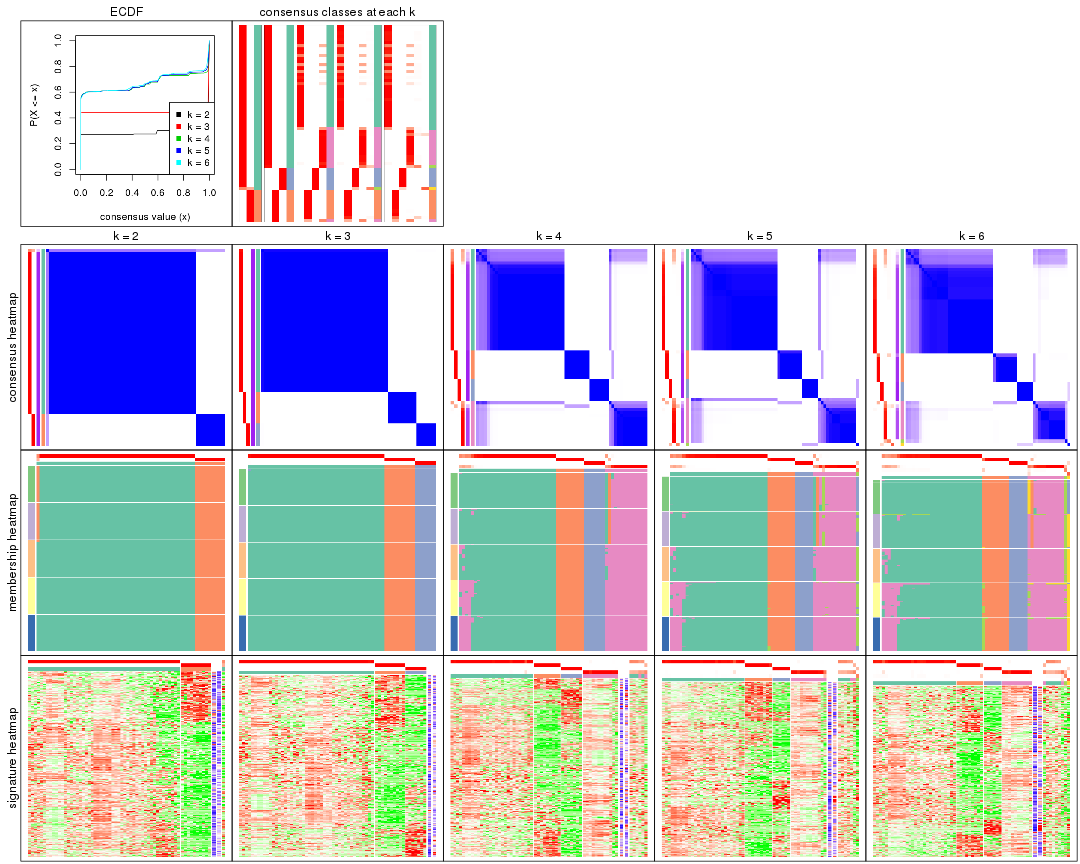 ECDF
consensus classes at each k
P(X <= x)
0.0 0.2 0.4 0.6 0.8 1.0
k = 2
k = 3
k = 4
k = 5
k = 6
0.0 0.2 0.4 0.6 0.8 1.0
consensus value (x)
k = 2 k = 3 k = 4 k = 5 k = 6
consensus heatmap
membership heatmap
signature heatmap